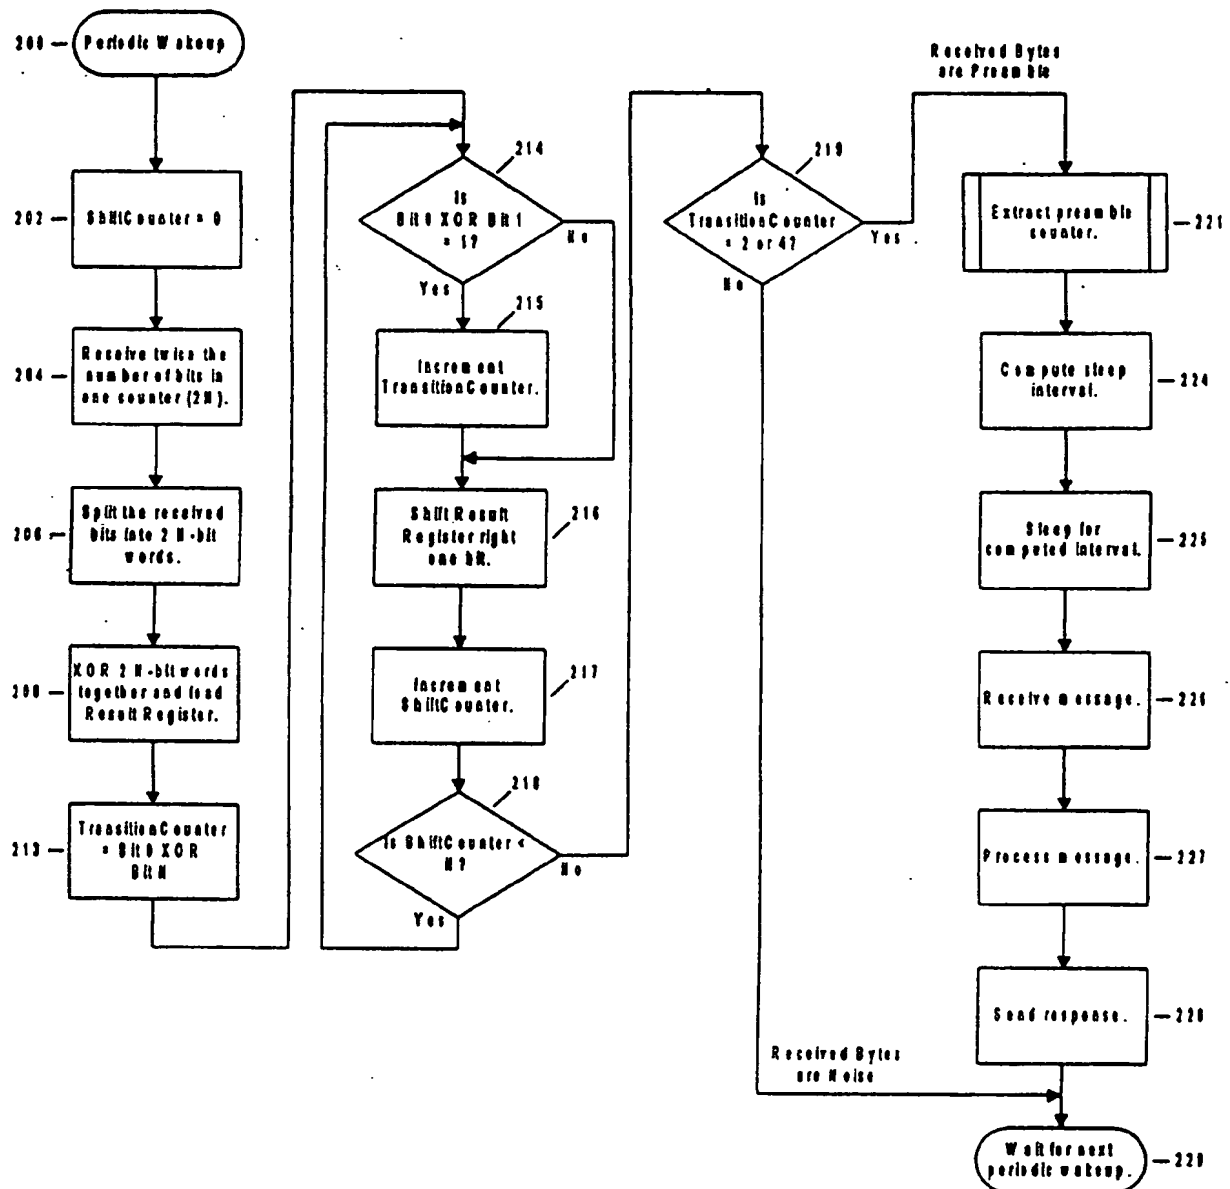 200
Periodic Wakeup
202
ShiftCounter = 0
204
Receive twice the
number of bits in
one counter (2N).
206
Split the received
bits into 2 N-bit
words.
208
XOR 2 N-bit words
together and load
Result Register.
213
TransitionCounter
= Bit 0 XOR
Bit N
214
Is
Bit 0 XOR Bit 1
= 1?
No
Yes
215
Increment
TransitionCounter.
216
Shift Result
Register right
one bit.
217
Increment
ShiftCounter.
218
Is ShiftCounter <
N?
No
Yes
219
Is
TransitionCounter
= 2 or 4?
Yes
No
Received Bytes
are Preamble
Extract preamble
counter.
221
Compute sleep
interval.
224
Sleep for
computed interval.
225
Receive message.
226
Process message.
227
Send response.
228
Received Bytes
are Noise
Wait for next
periodic wakeup.
229